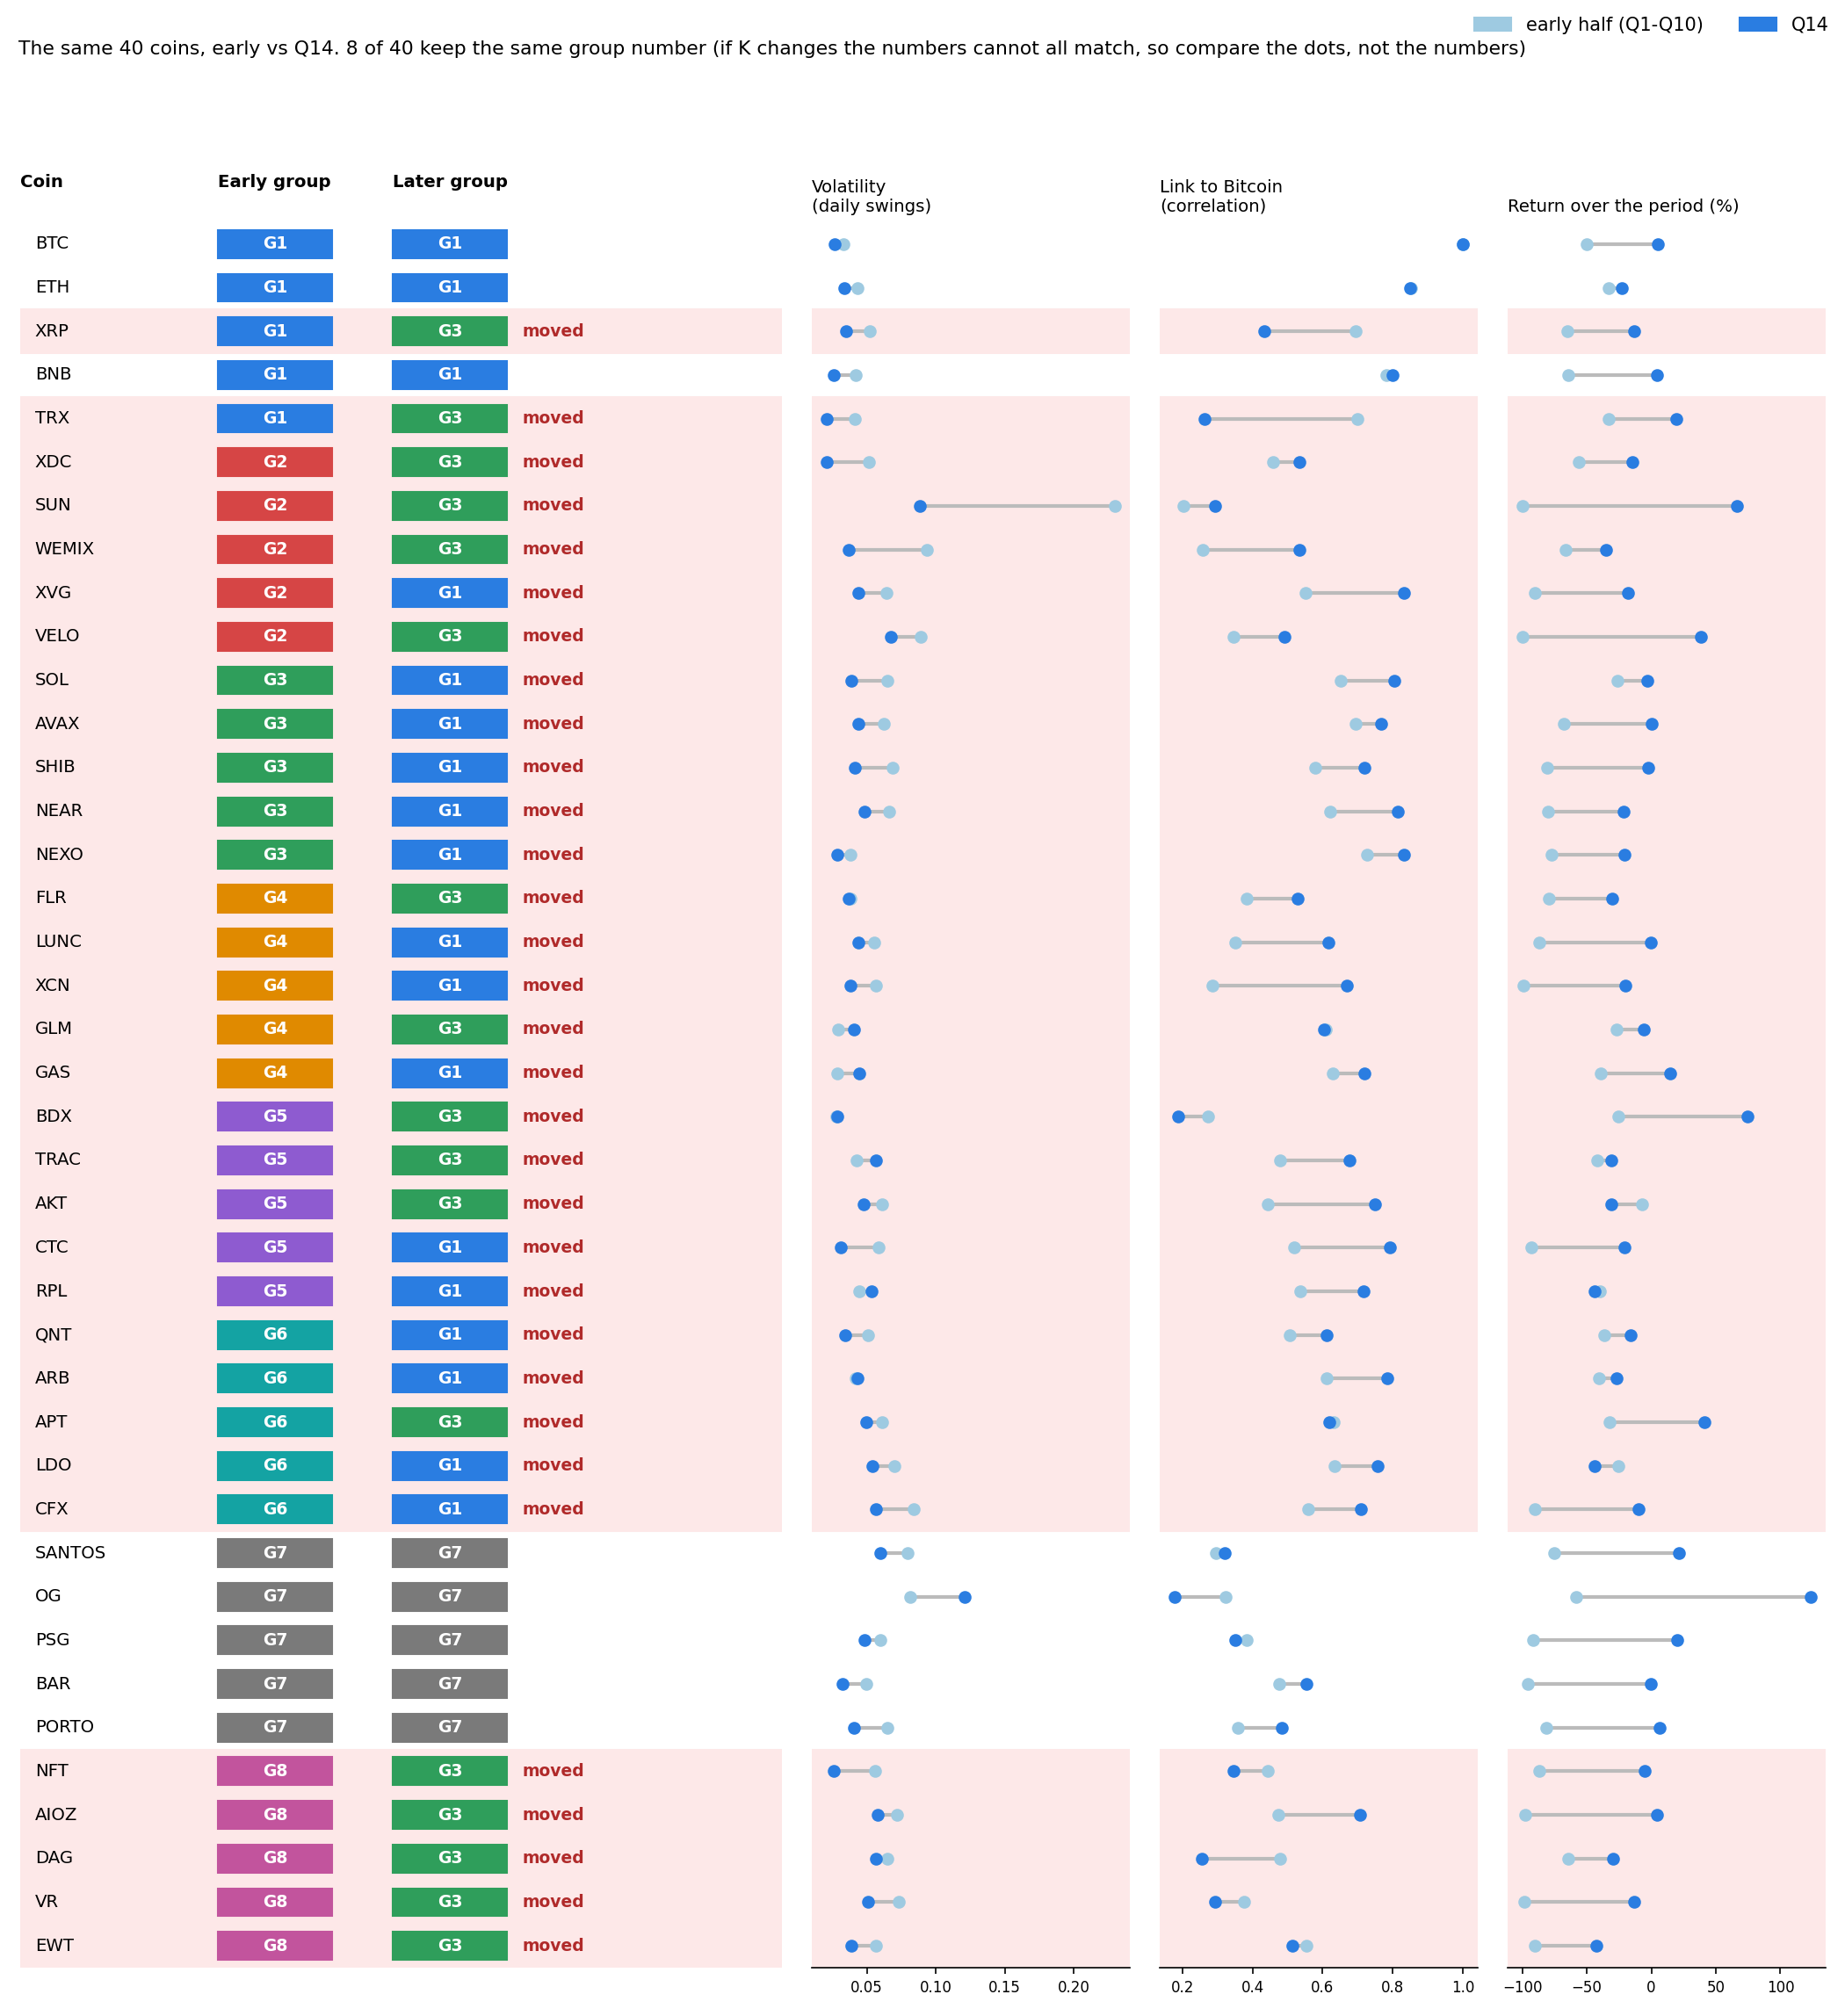 early half (Q1-Q10) Q14
The same 40 coins, early vs Q14. 8 of 40 keep the same group number (if K changes the numbers cannot all match, so compare the dots, not the numbers)
Coin Early group Later group
Volatility
(daily swings)
Link to Bitcoin
(correlation)
Return over the period (%)
BTC G1 G1
ETH G1 G1
XRP G1 G3 moved
BNB G1 G1
TRX G1 G3 moved
XDC G2 G3 moved
SUN G2 G3 moved
WEMIX G2 G3 moved
XVG G2 G1 moved
VELO G2 G3 moved
SOL G3 G1 moved
AVAX G3 G1 moved
SHIB G3 G1 moved
NEAR G3 G1 moved
NEXO G3 G1 moved
FLR G4 G3 moved
LUNC G4 G1 moved
XCN G4 G1 moved
GLM G4 G3 moved
GAS G4 G1 moved
BDX G5 G3 moved
TRAC G5 G3 moved
AKT G5 G3 moved
CTC G5 G1 moved
RPL G5 G1 moved
QNT G6 G1 moved
ARB G6 G1 moved
APT G6 G3 moved
LDO G6 G1 moved
CFX G6 G1 moved
SANTOS G7 G7
OG G7 G7
PSG G7 G7
BAR G7 G7
PORTO G7 G7
NFT G8 G3 moved
AIOZ G8 G3 moved
DAG G8 G3 moved
VR G8 G3 moved
EWT G8 G3 moved
0.05 0.10 0.15 0.20 0.2 0.4 0.6 0.8 1.0 −100 −50 0 50 100